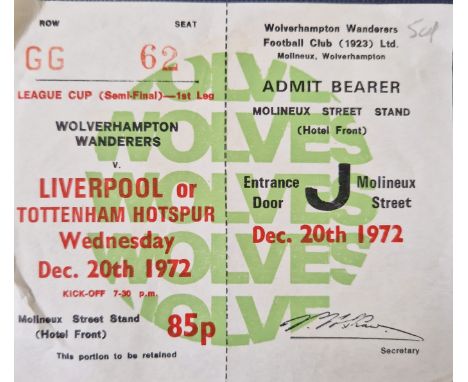 ROW SEAT
GG 62
LEAGUE CUP (Semi-Final)—1st Leg
WOLVERHAMPTON
WANDERERS
v.
LIVERPOOL or
TOTTENHAM HOTSPUR
Wednesday
Dec. 20th 1972
KICK-OFF 7-30 p.m.
Molineux Street Stand
(Hotel Front) 85p
This portion to be retained
WOLVES
WOLVES
WOLVES
WOLVES
WOLVES
WOLVE
Wolverhampton Wanderers
Football Club (1923) Ltd.
Molineux, Wolverhampton
ADMIT BEARER
MOLINEUX STREET STAND
(Hotel Front)
Entrance
Door
J
Molineux
Street
Dec. 20th 1972
Secretary